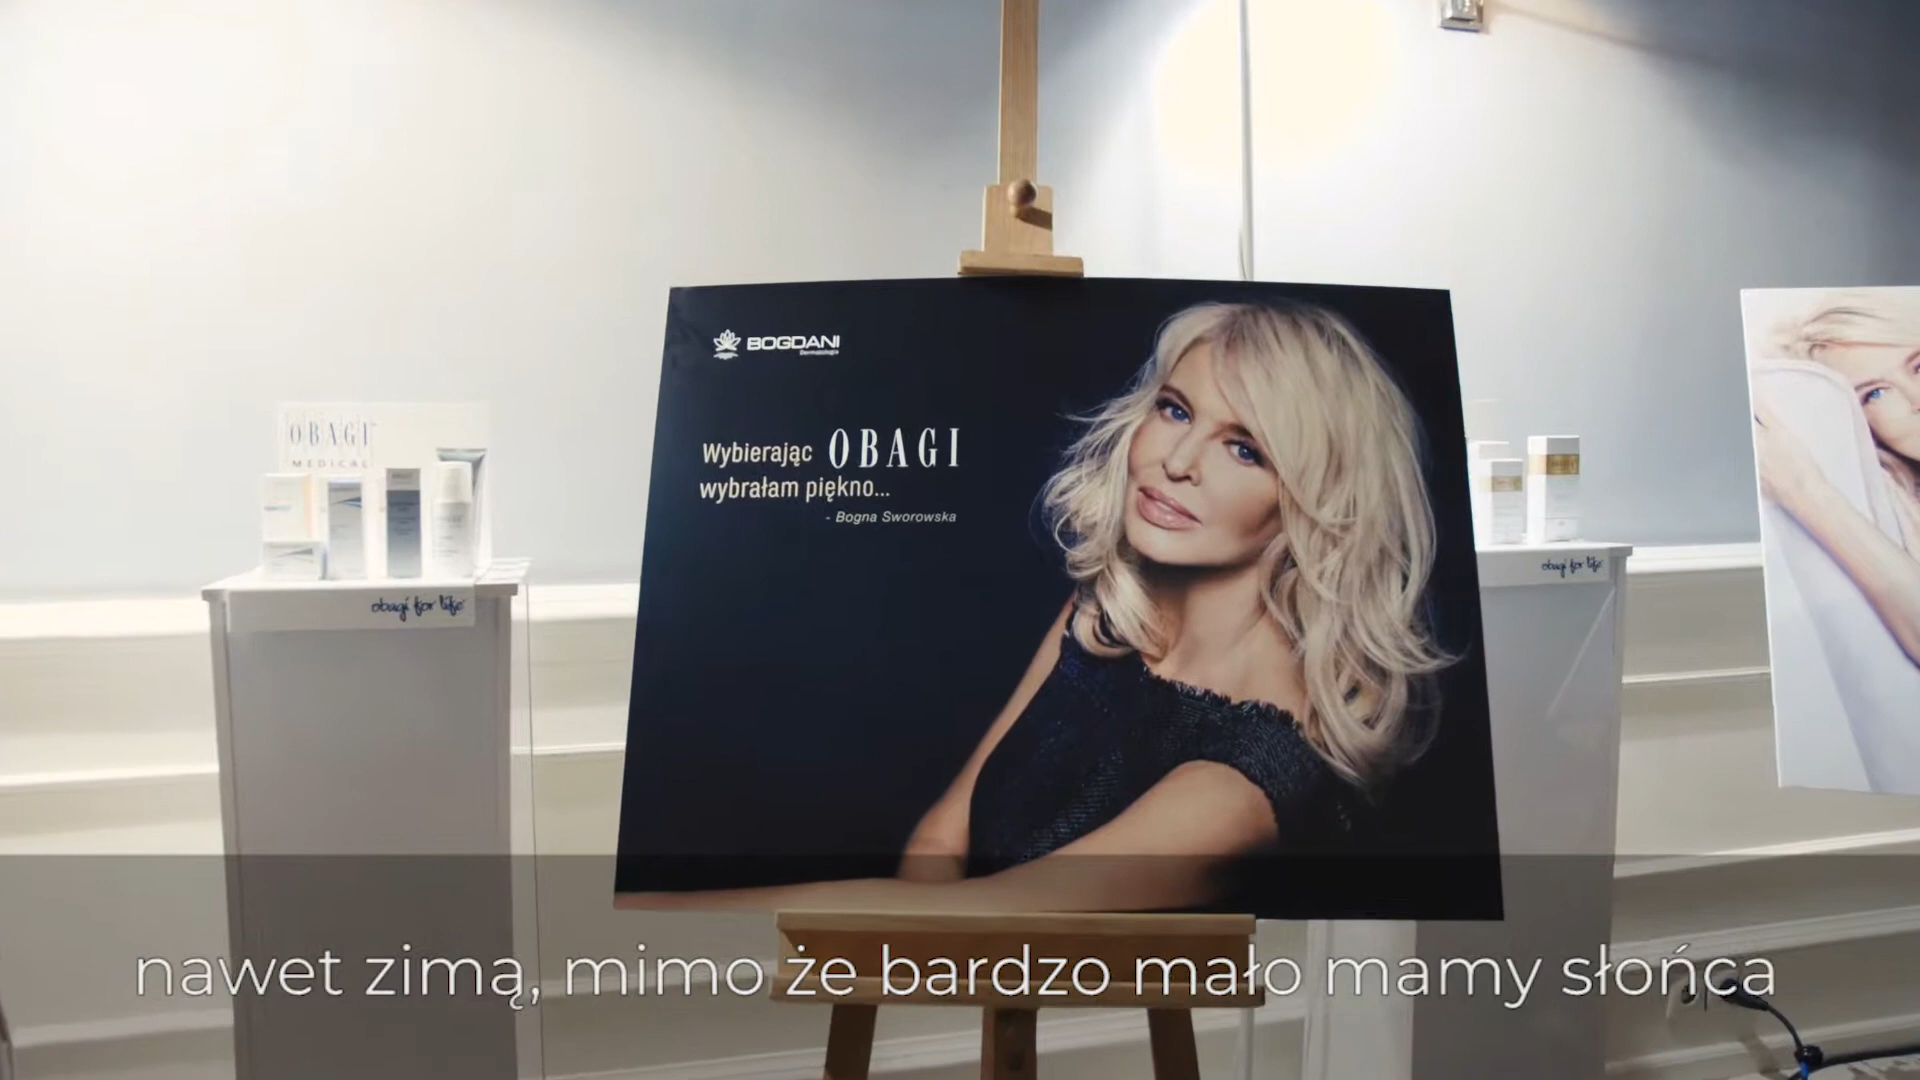 BOGDANI
Dermatologia
Wybierając OBAGI
wybrałam piękno...
- Bogna Sworowska
OBAGI
MEDICAL
obagi for life
obagi for life
nawet zimą, mimo że bardzo mało mamy słońca